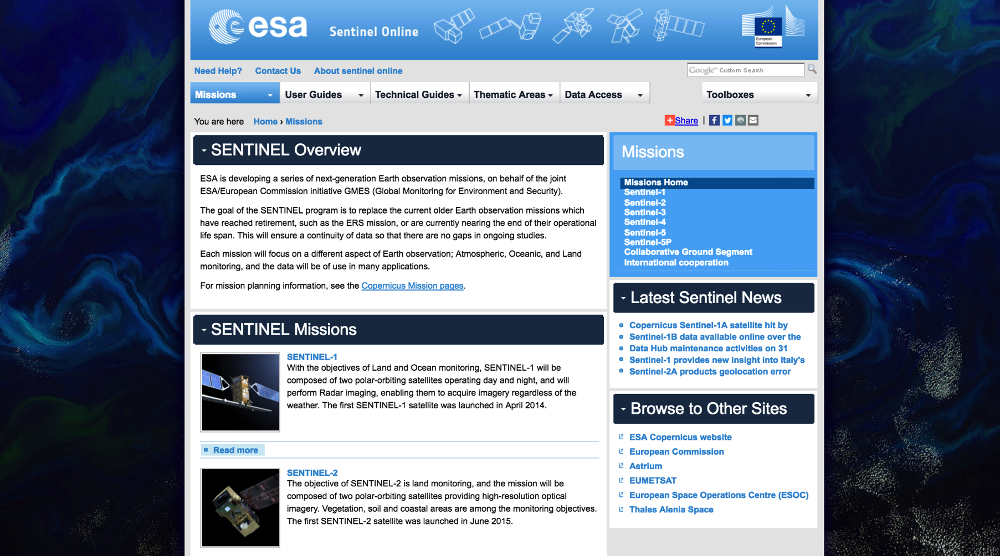 esa
Sentinel Online
European
Commission
Need Help? Contact Us About sentinel online
Google™ Custom Search
Missions User Guides Technical Guides Thematic Areas Data Access Toolboxes
You are here Home › Missions
Share |
SENTINEL Overview
ESA is developing a series of next-generation Earth observation missions, on behalf of the joint
ESA/European Commission initiative GMES (Global Monitoring for Environment and Security).
The goal of the SENTINEL program is to replace the current older Earth observation missions which
have reached retirement, such as the ERS mission, or are currently nearing the end of their operational
life span. This will ensure a continuity of data so that there are no gaps in ongoing studies.
Each mission will focus on a different aspect of Earth observation; Atmospheric, Oceanic, and Land
monitoring, and the data will be of use in many applications.
For mission planning information, see the Copernicus Mission pages.
SENTINEL Missions
SENTINEL-1
With the objectives of Land and Ocean monitoring, SENTINEL-1 will be
composed of two polar-orbiting satellites operating day and night, and will
perform Radar imaging, enabling them to acquire imagery regardless of the
weather. The first SENTINEL-1 satellite was launched in April 2014.
Read more
SENTINEL-2
The objective of SENTINEL-2 is land monitoring, and the mission will be
composed of two polar-orbiting satellites providing high-resolution optical
imagery. Vegetation, soil and coastal areas are among the monitoring objectives.
The first SENTINEL-2 satellite was launched in June 2015.
Missions
Missions Home
Sentinel-1
Sentinel-2
Sentinel-3
Sentinel-4
Sentinel-5
Sentinel-5P
Collaborative Ground Segment
International cooperation
Latest Sentinel News
Copernicus Sentinel-1A satellite hit by
Sentinel-1B data available online over the
Data Hub maintenance activities on 31
Sentinel-1 provides new insight into Italy's
Sentinel-2A products geolocation error
Browse to Other Sites
ESA Copernicus website
European Commission
Astrium
EUMETSAT
European Space Operations Centre (ESOC)
Thales Alenia Space